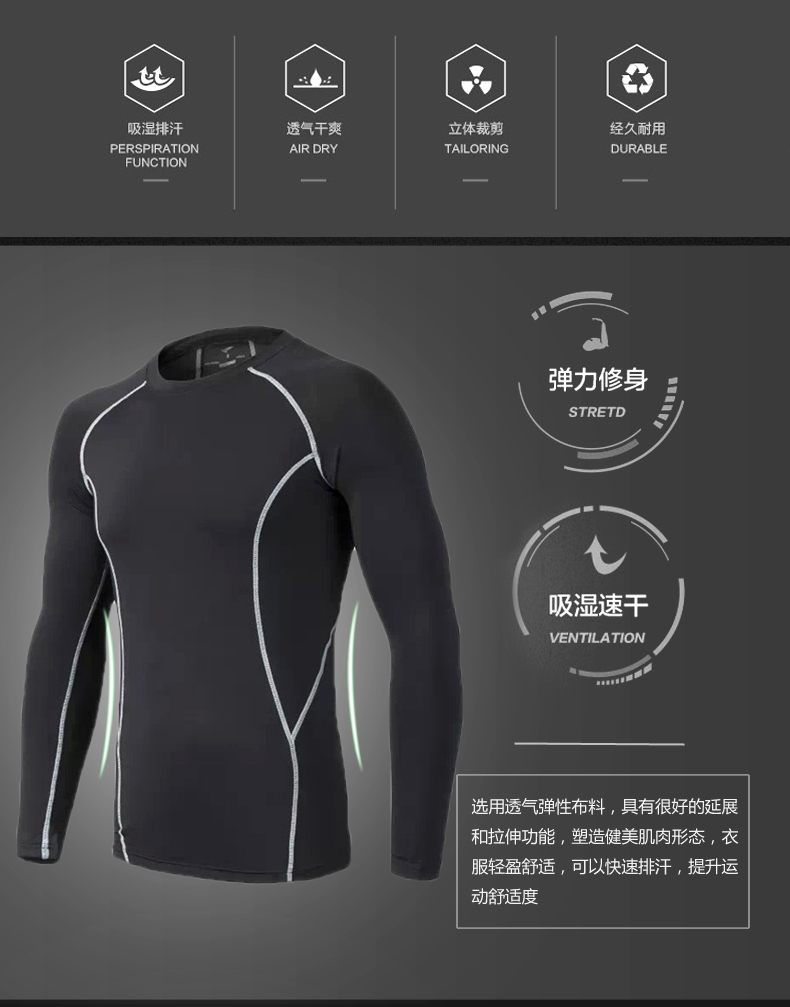 吸湿排汗
PERSPIRATION
FUNCTION
透气干爽
AIR DRY
立体裁剪
TAILORING
经久耐用
DURABLE
弹力修身
STRETD
吸湿速干
VENTILATION
选用透气弹性布料，具有很好的延展
和拉伸功能，塑造健美肌肉形态，衣
服轻盈舒适，可以快速排汗，提升运
动舒适度